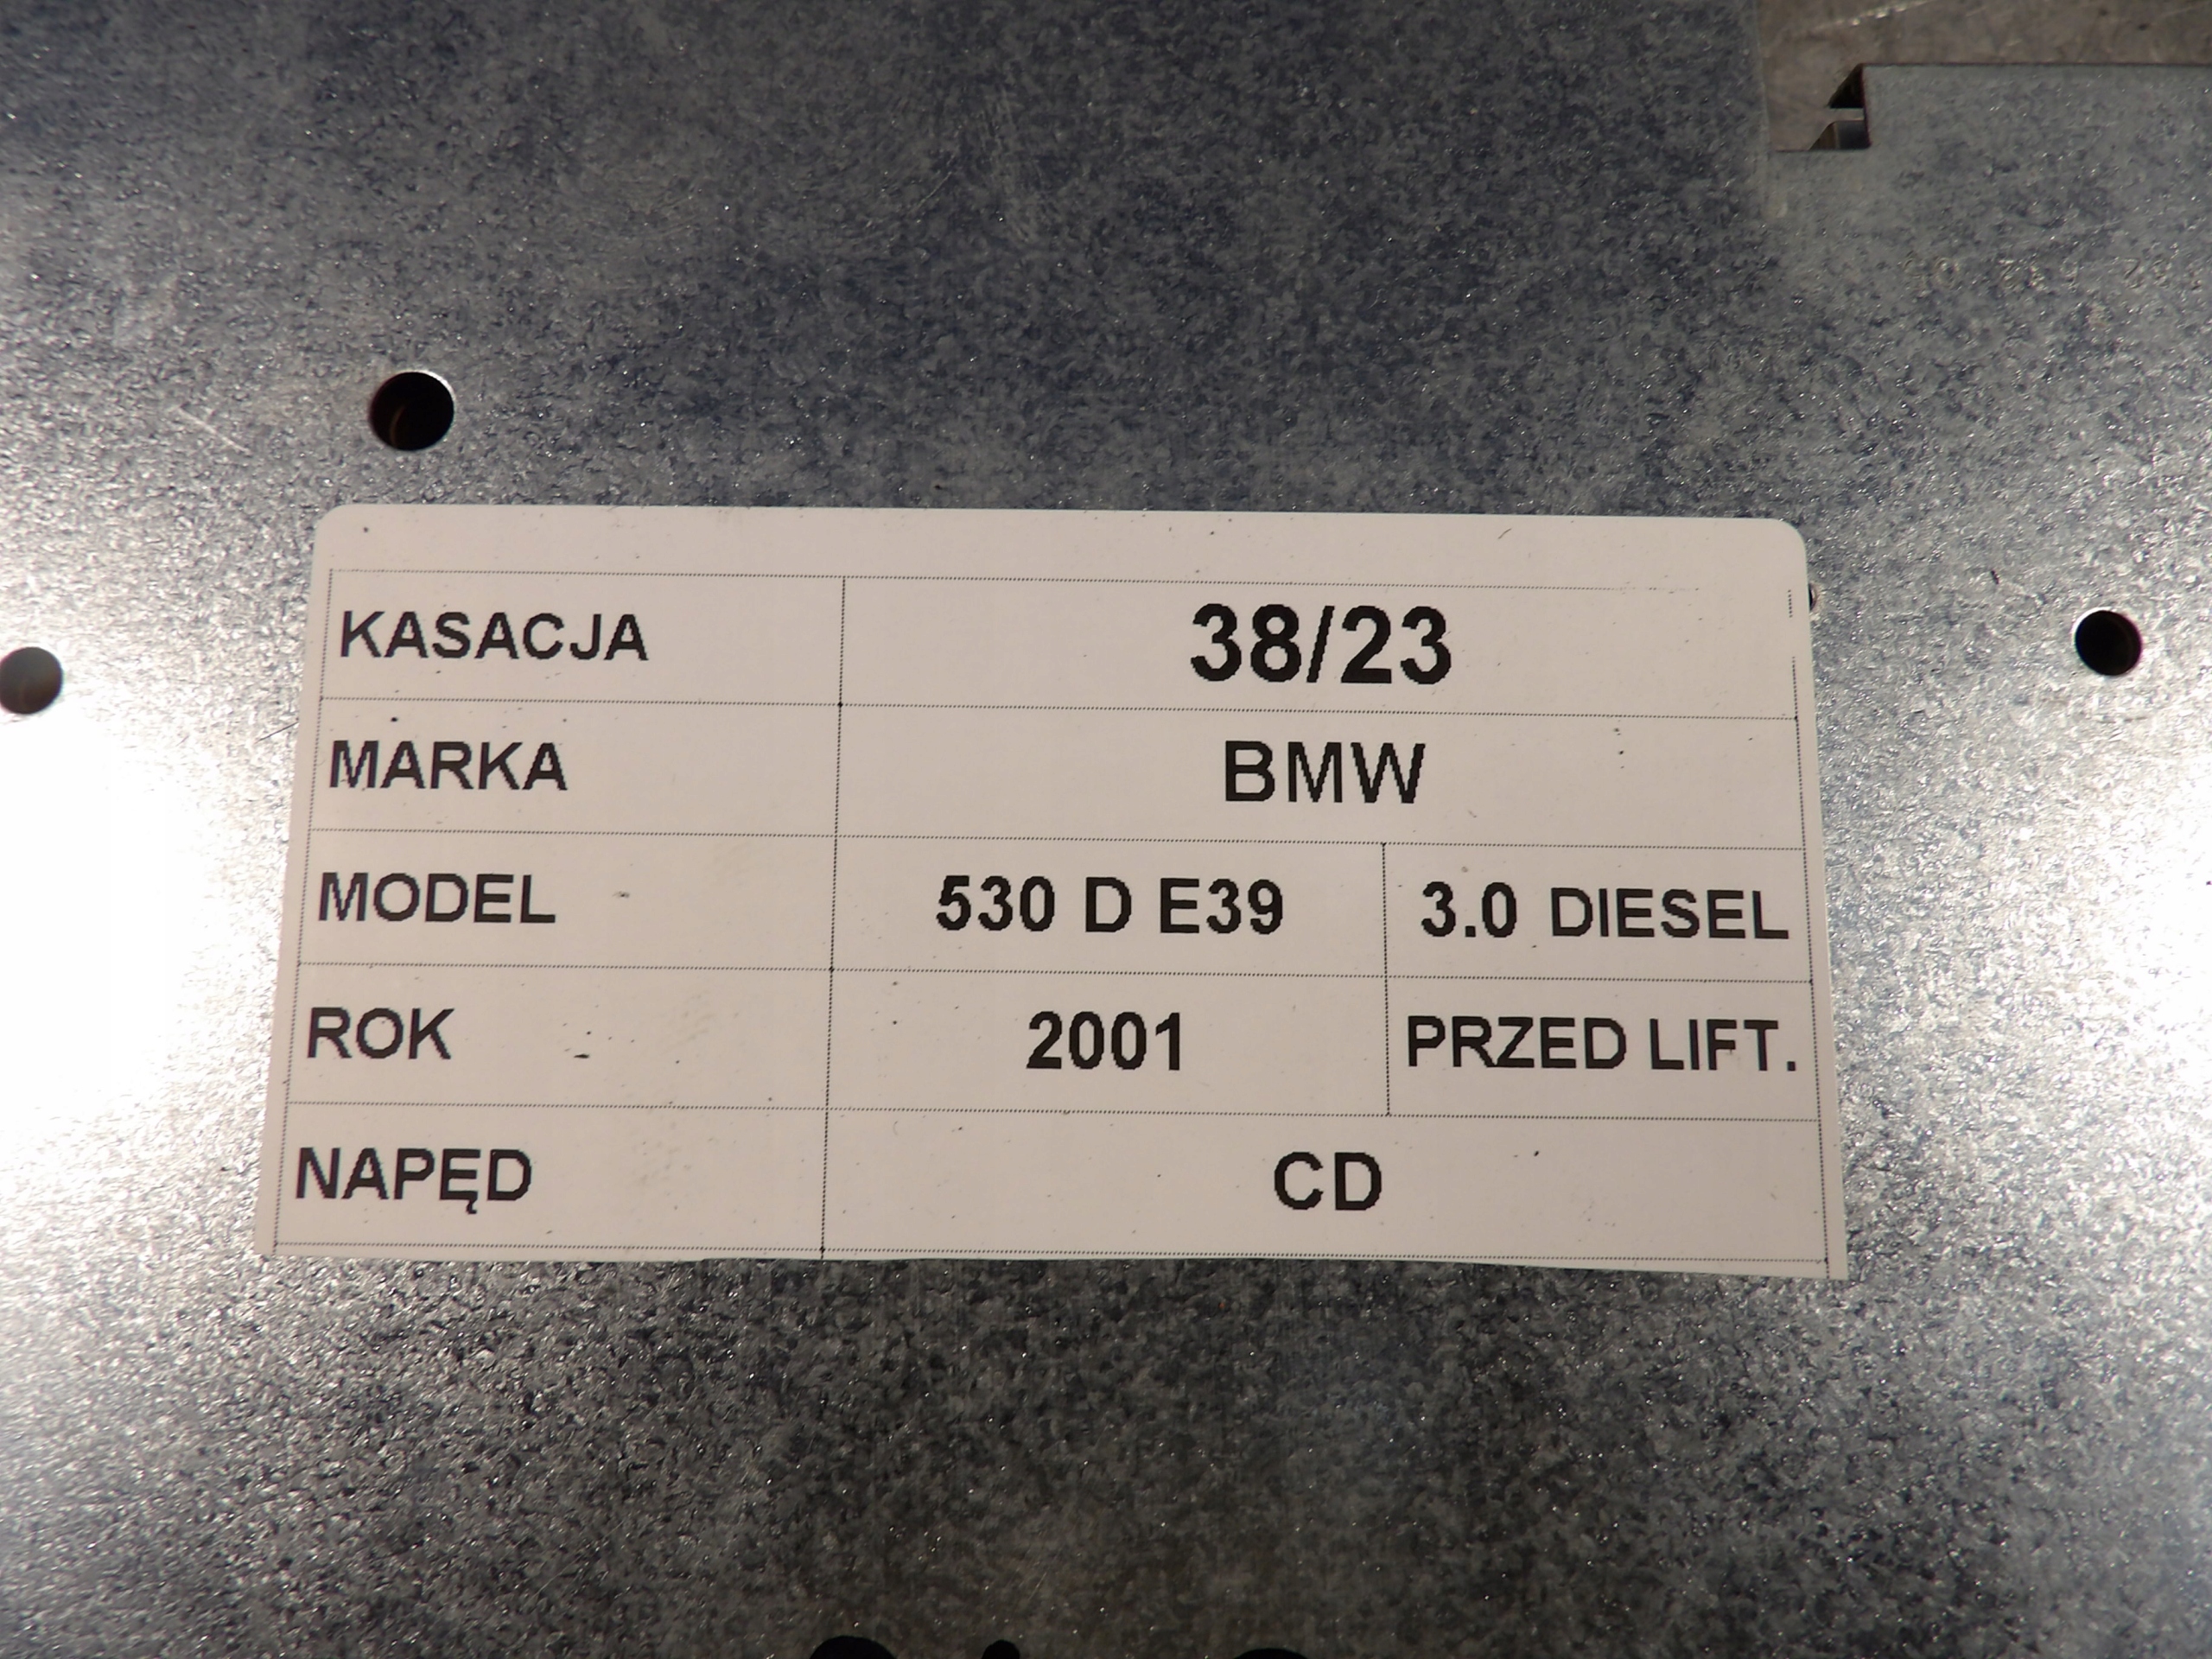 KASACJA 38/23
MARKA BMW
MODEL 530 D E39 3.0 DIESEL
ROK 2001 PRZED LIFT.
NAPĘD CD